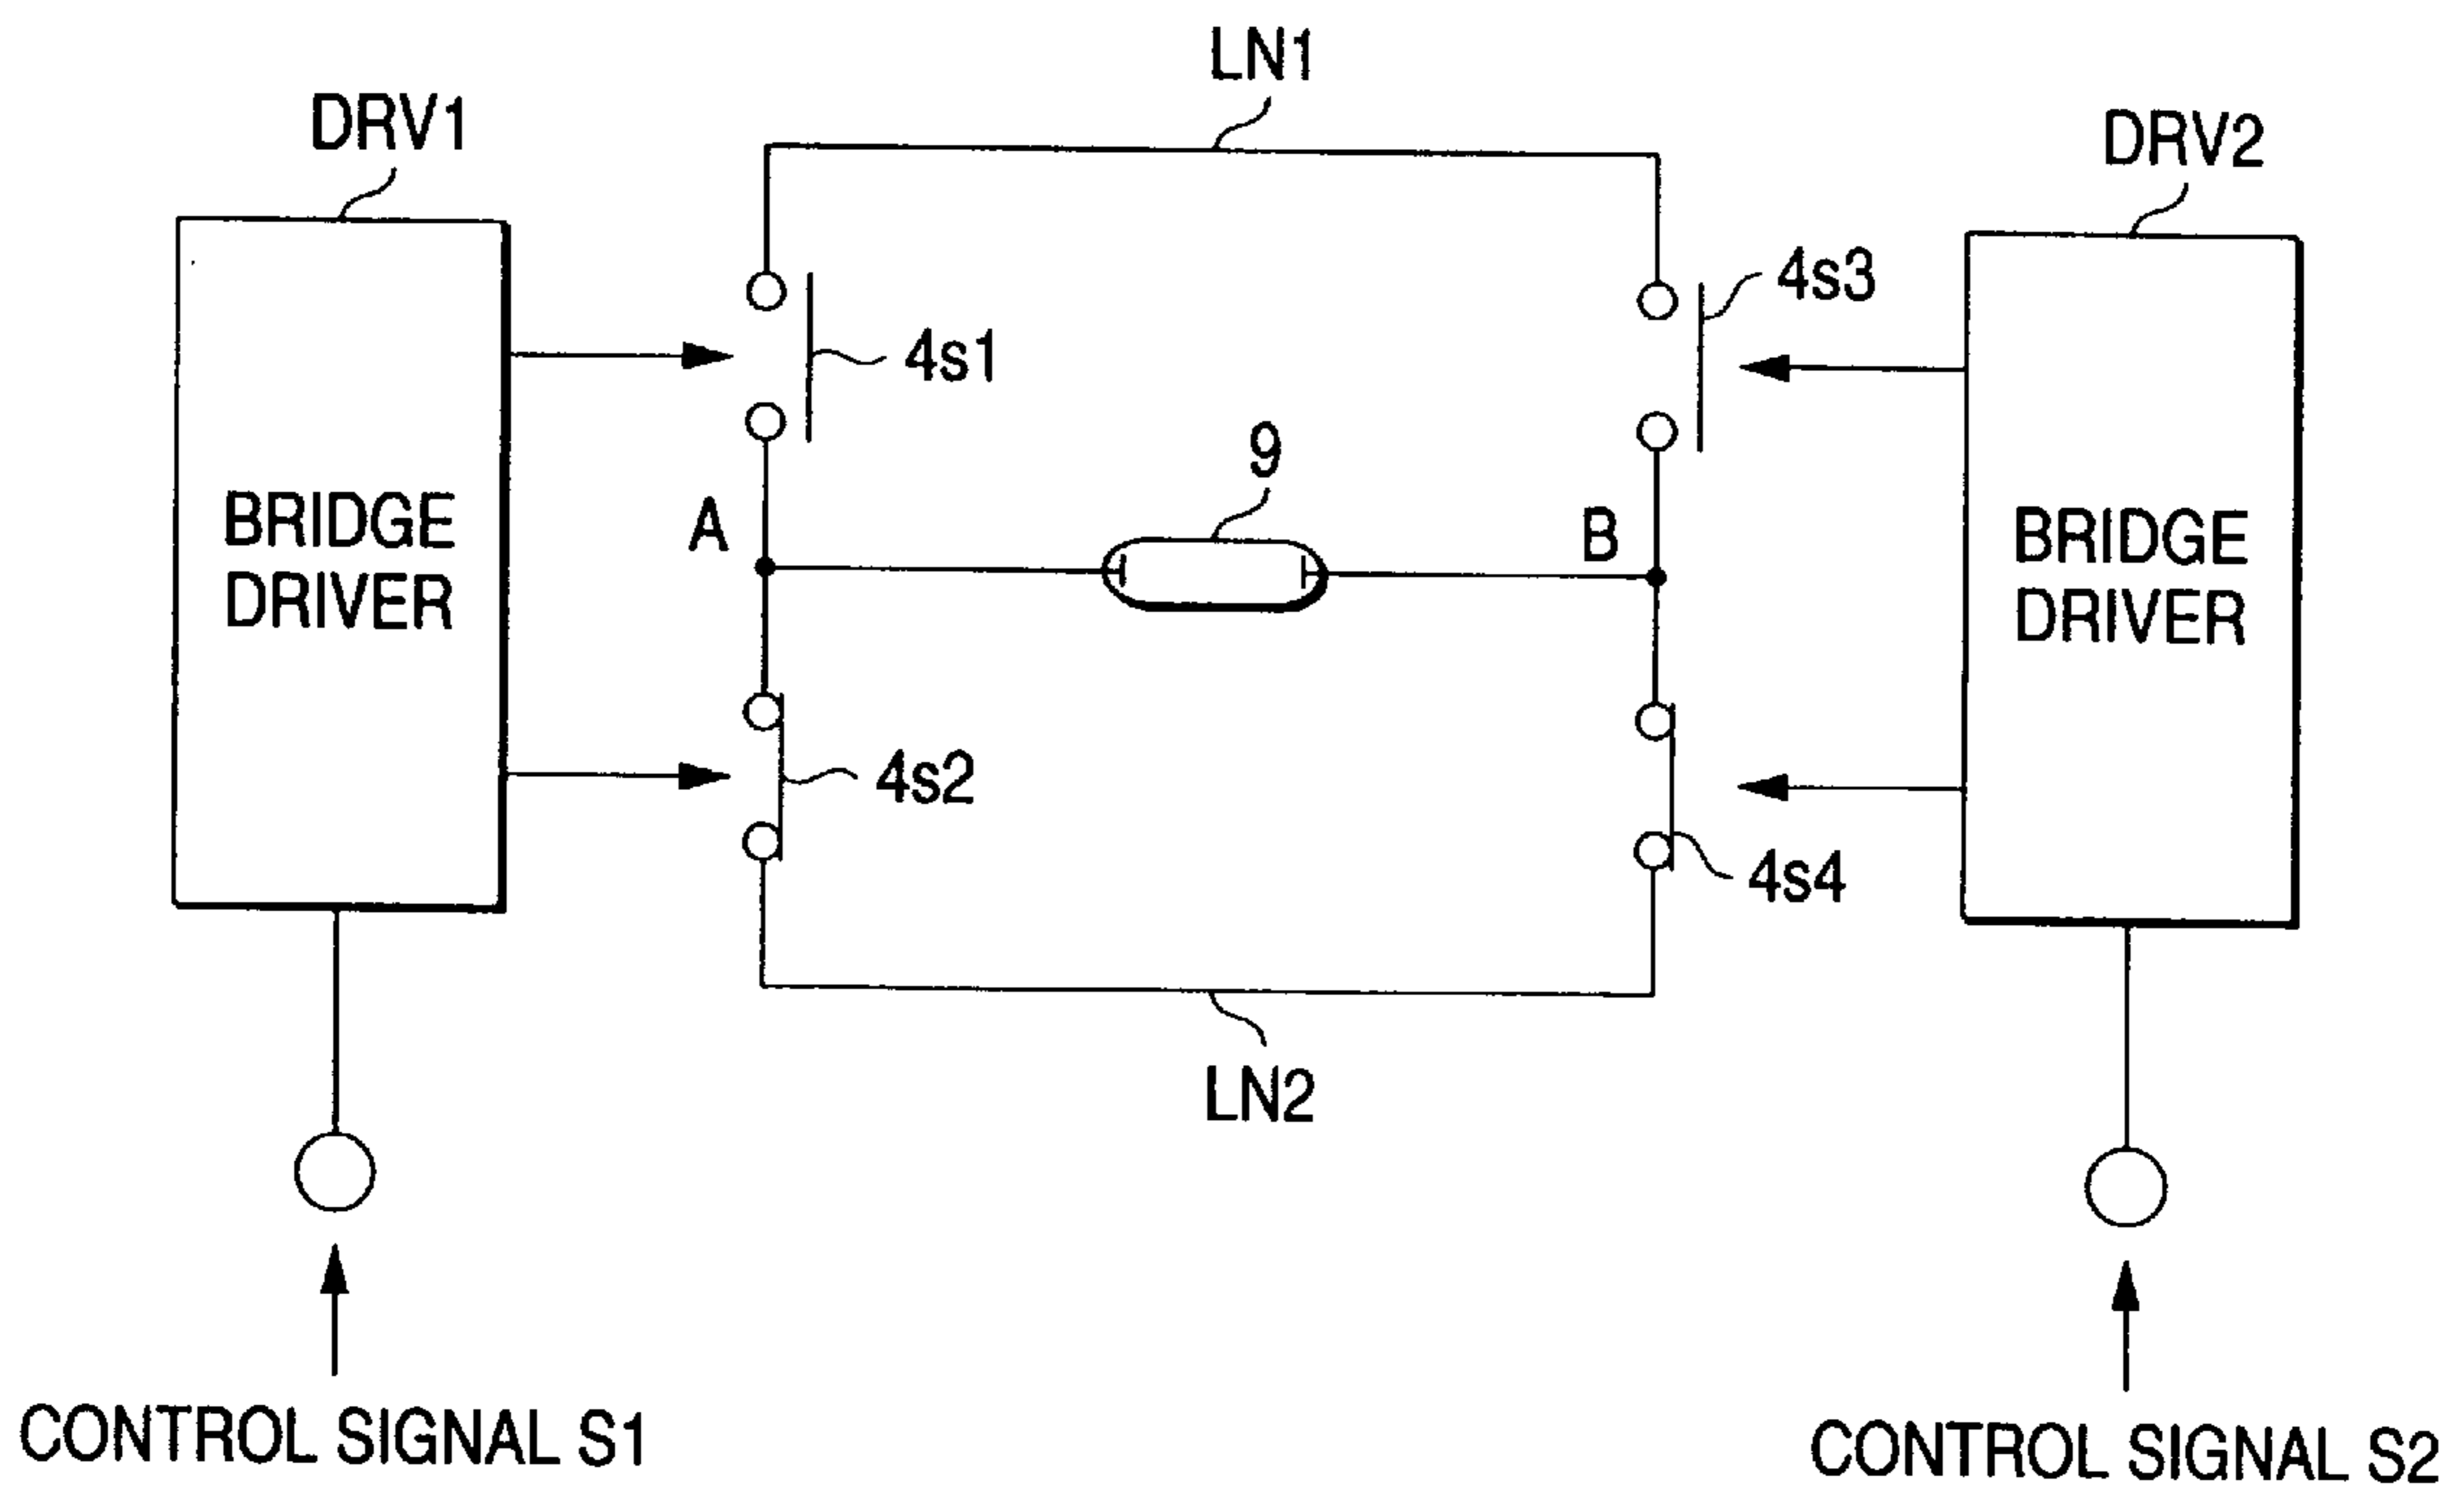 LN1
DRV1
DRV2
4s3
4s1
9
A
B
BRIDGE
DRIVER
BRIDGE
DRIVER
4s2
4s4
LN2
CONTROL SIGNAL S1
CONTROL SIGNAL S2